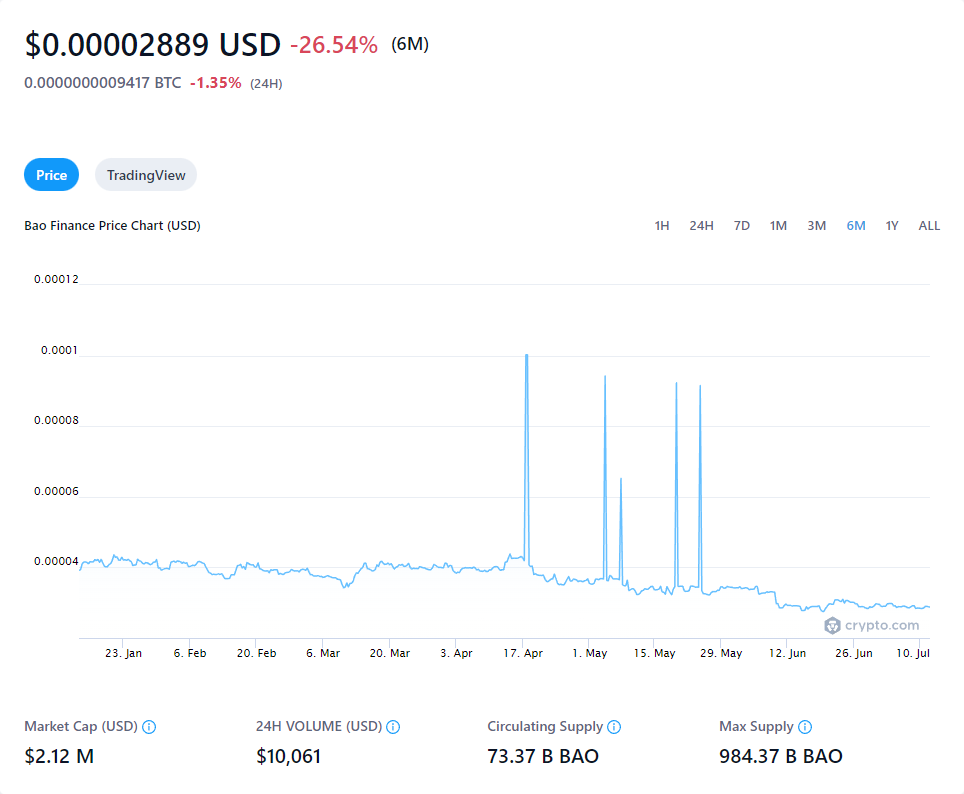 $0.00002889 USD -26.54% (6M)
0.0000000009417 BTC -1.35% (24H)
Price TradingView
Bao Finance Price Chart (USD) 1H 24H 7D 1M 3M 6M 1Y ALL
0.00012
0.0001
0.00008
0.00006
0.00004
crypto.com
23. Jan 6. Feb 20. Feb 6. Mar 20. Mar 3. Apr 17. Apr 1. May 15. May 29. May 12. Jun 26. Jun 10. Jul
Market Cap (USD) 24H VOLUME (USD) Circulating Supply Max Supply
$2.12 M $10,061 73.37 B BAO 984.37 B BAO